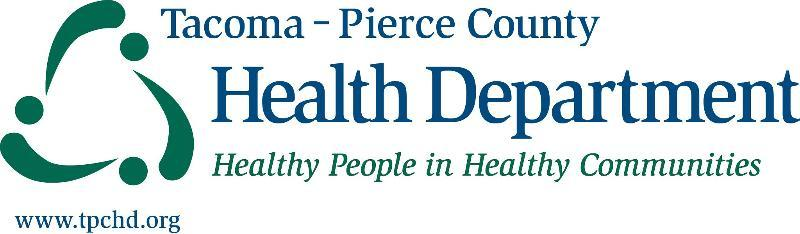 Tacoma – Pierce County
Health Department
Healthy People in Healthy Communities
www.tpchd.org